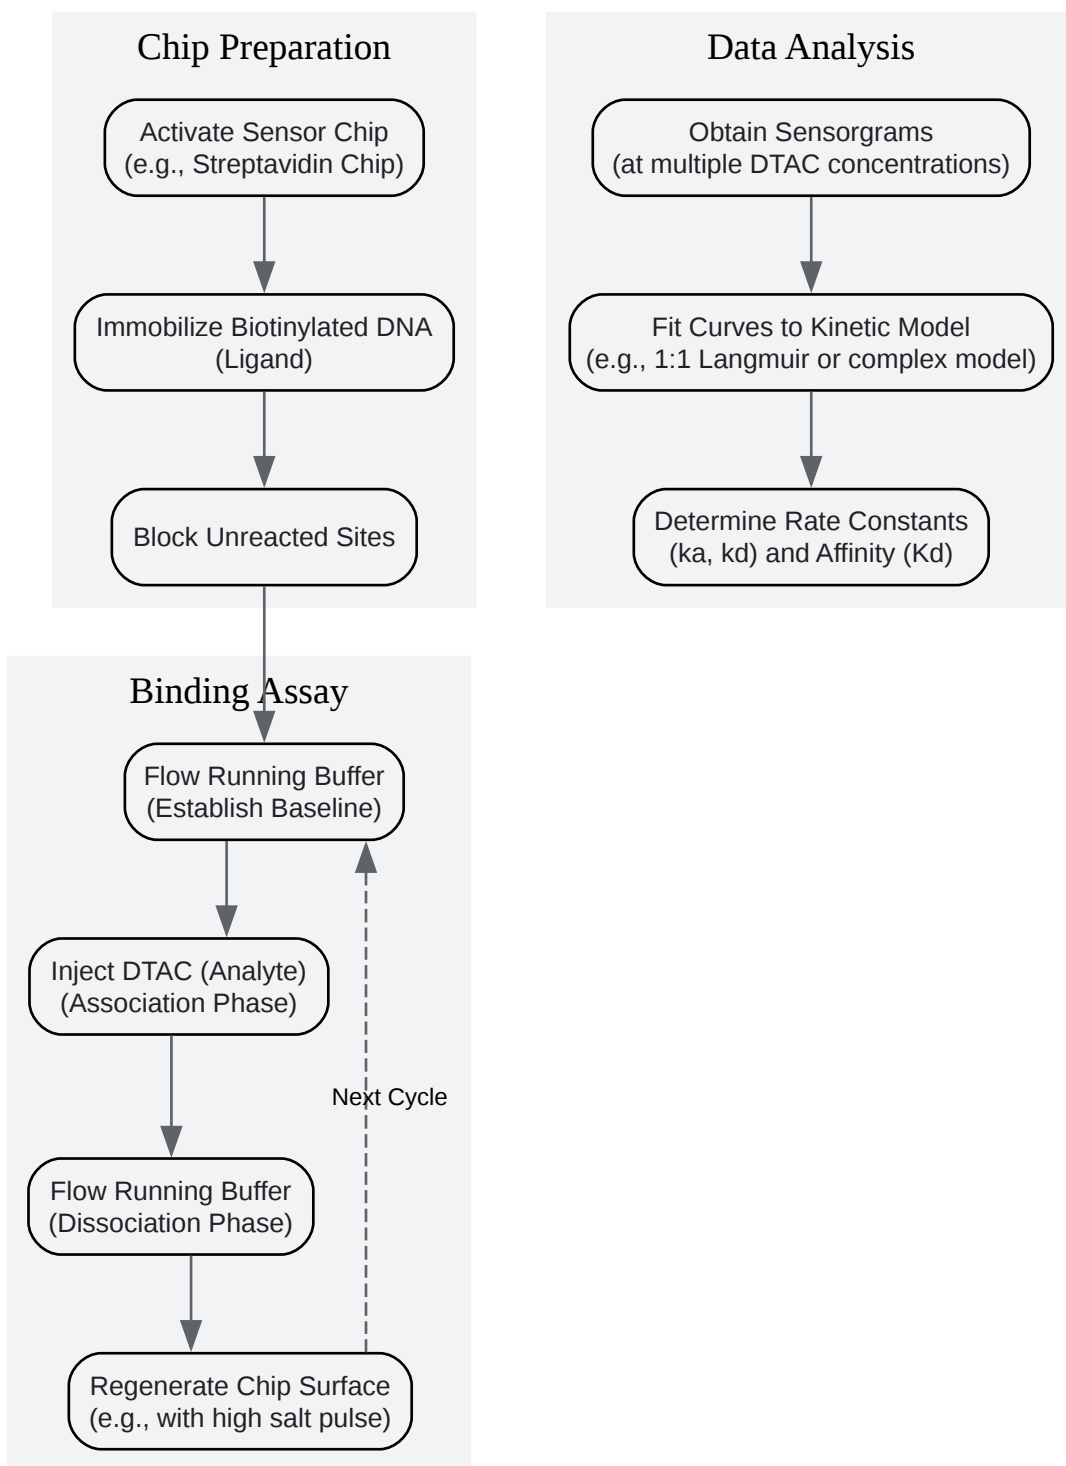 Chip Preparation
Activate Sensor Chip
(e.g., Streptavidin Chip)
Immobilize Biotinylated DNA
(Ligand)
Block Unreacted Sites
Data Analysis
Obtain Sensorgrams
(at multiple DTAC concentrations)
Fit Curves to Kinetic Model
(e.g., 1:1 Langmuir or complex model)
Determine Rate Constants
(ka, kd) and Affinity (Kd)
Binding Assay
Flow Running Buffer
(Establish Baseline)
Inject DTAC (Analyte)
(Association Phase)
Next Cycle
Flow Running Buffer
(Dissociation Phase)
Regenerate Chip Surface
(e.g., with high salt pulse)